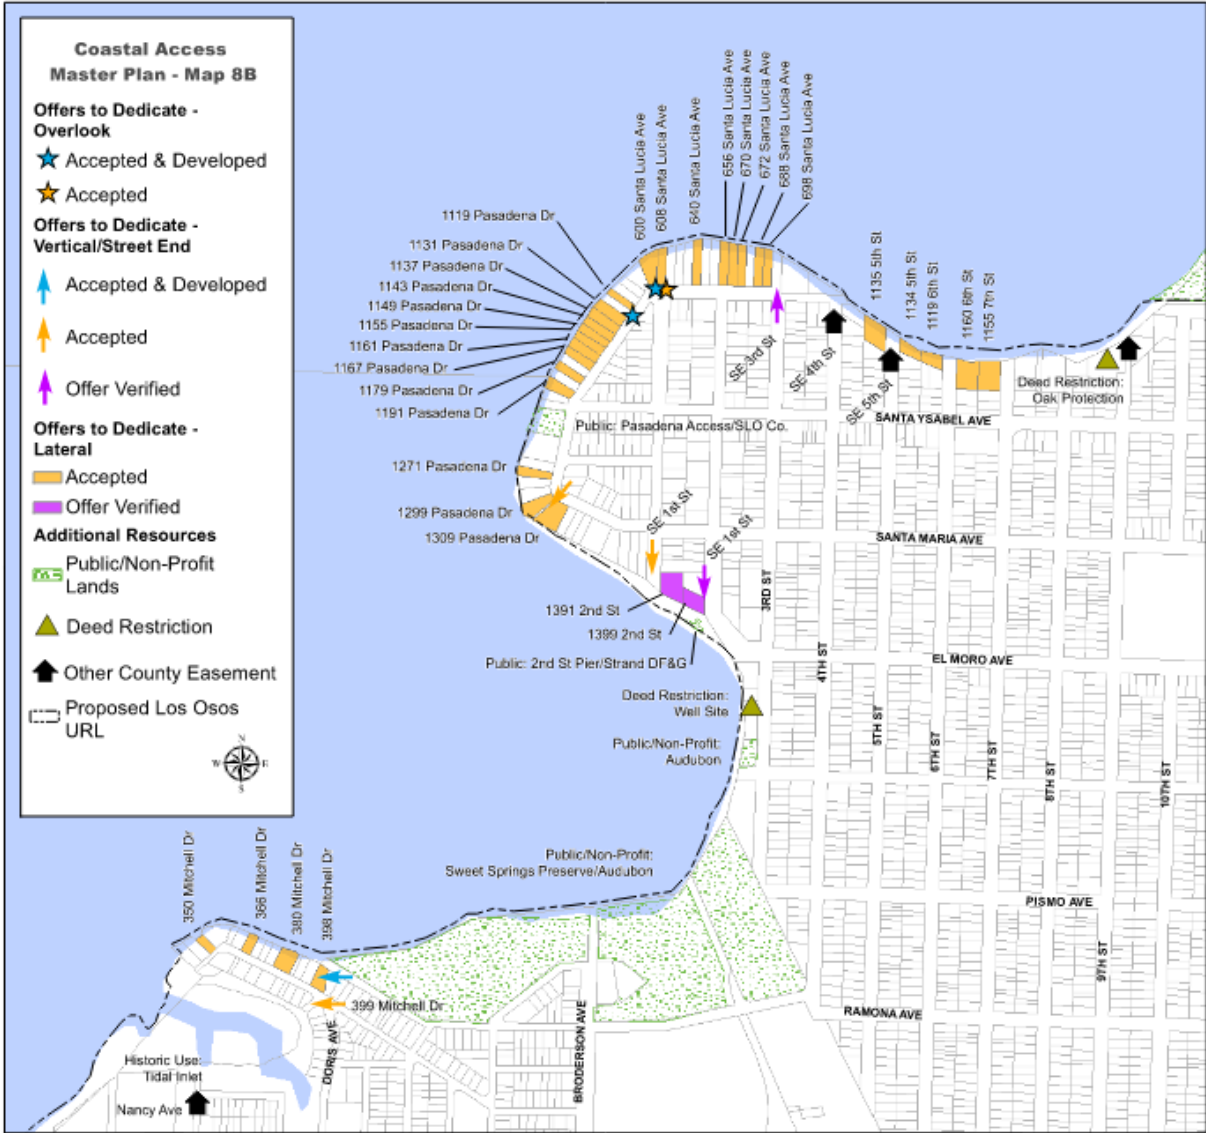 Coastal Access
Master Plan - Map 8B
Offers to Dedicate -
Overlook
Accepted & Developed
Accepted
Offers to Dedicate -
Vertical/Street End
Accepted & Developed
Accepted
Offer Verified
Offers to Dedicate -
Lateral
Accepted
Offer Verified
Additional Resources
Public/Non-Profit
Lands
Deed Restriction
Other County Easement
Proposed Los Osos
URL
N
W
E
S
600 Santa Lucia Ave
608 Santa Lucia Ave
640 Santa Lucia Ave
656 Santa Lucia Ave
670 Santa Lucia Ave
672 Santa Lucia Ave
688 Santa Lucia Ave
698 Santa Lucia Ave
1119 Pasadena Dr
1131 Pasadena Dr
1137 Pasadena Dr
1143 Pasadena Dr
1149 Pasadena Dr
1155 Pasadena Dr
1161 Pasadena Dr
1167 Pasadena Dr
1179 Pasadena Dr
1191 Pasadena Dr
1135 5th St
1134 5th St
1119 6th St
1160 6th St
1155 7th St
SE 3rd St
SE 4th St
SE 5th St
Deed Restriction:
Oak Protection
SANTA YSABEL AVE
Public: Pasadena Access/SLO Co.
1271 Pasadena Dr
1299 Pasadena Dr
1309 Pasadena Dr
SE 1st St
SE 1st St
SANTA MARIA AVE
3RD ST
1391 2nd St
1399 2nd St
Public: 2nd St Pier/Strand DF&G
4TH ST
EL MORO AVE
Deed Restriction:
Well Site
Public/Non-Profit:
Audubon
5TH ST
6TH ST
7TH ST
8TH ST
10TH ST
Public/Non-Profit:
Sweet Springs Preserve/Audubon
350 Mitchell Dr
366 Mitchell Dr
380 Mitchell Dr
398 Mitchell Dr
PISMO AVE
9TH ST
399 Mitchell Dr
RAMONA AVE
DORIS AVE
BRODERSON AVE
Historic Use:
Tidal Inlet
Nancy Ave